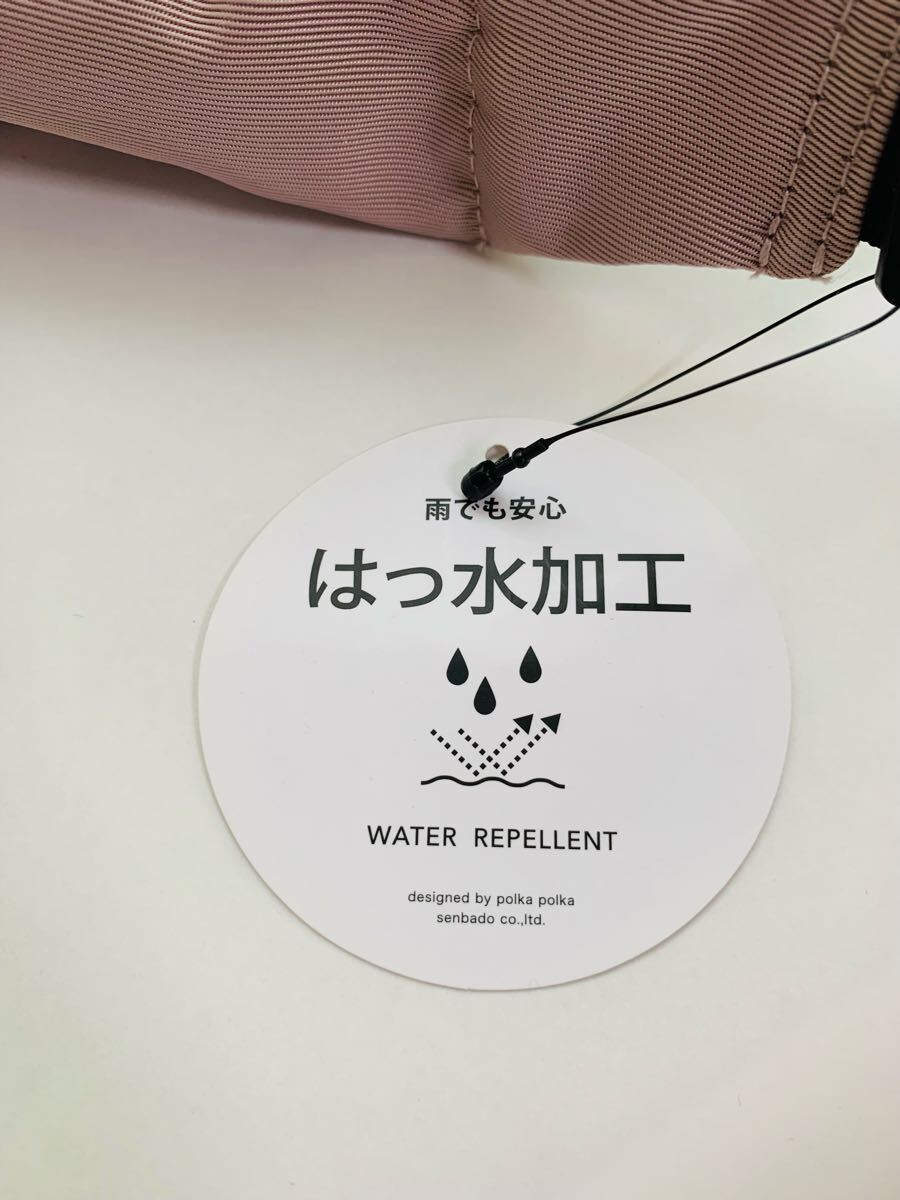 雨でも安心
はっ水加工
WATER REPELLENT
designed by polka polka
senbado co.,ltd.